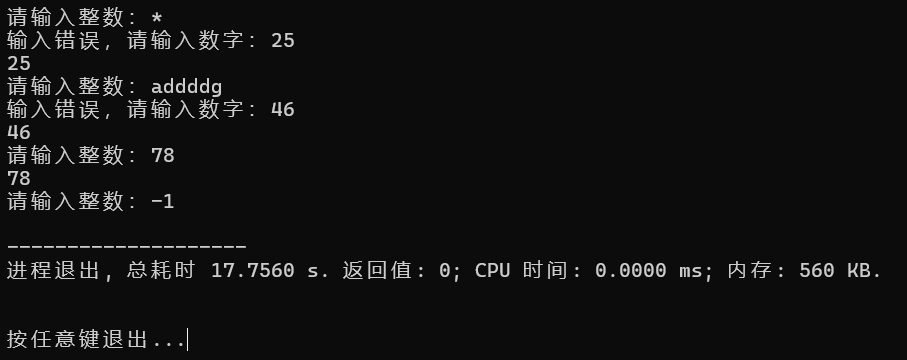 请输入整数: *
输入错误, 请输入数字: 25
25
请输入整数: addddg
输入错误, 请输入数字: 46
46
请输入整数: 78
78
请输入整数: -1
--------------------
进程退出, 总耗时 17.7560 s. 返回值: 0; CPU 时间: 0.0000 ms; 内存: 560 KB.
按任意键退出...